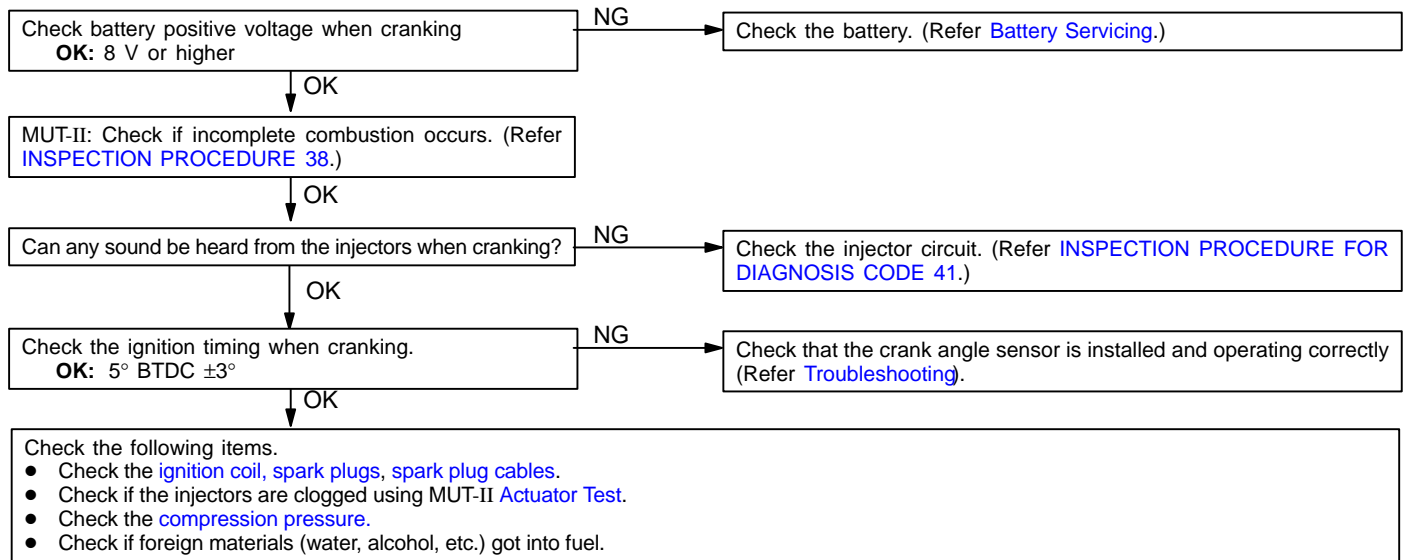 Check battery positive voltage when cranking
OK: 8 V or higher
NG
Check the battery. (Refer Battery Servicing.)
OK
MUT-II: Check if incomplete combustion occurs. (Refer
INSPECTION PROCEDURE 38.)
OK
Can any sound be heard from the injectors when cranking?
NG
Check the injector circuit. (Refer INSPECTION PROCEDURE FOR
DIAGNOSIS CODE 41.)
OK
Check the ignition timing when cranking.
OK: 5° BTDC ±3°
NG
Check that the crank angle sensor is installed and operating correctly
(Refer Troubleshooting).
OK
Check the following items.
● Check the ignition coil, spark plugs, spark plug cables.
● Check if the injectors are clogged using MUT-II Actuator Test.
● Check the compression pressure.
● Check if foreign materials (water, alcohol, etc.) got into fuel.